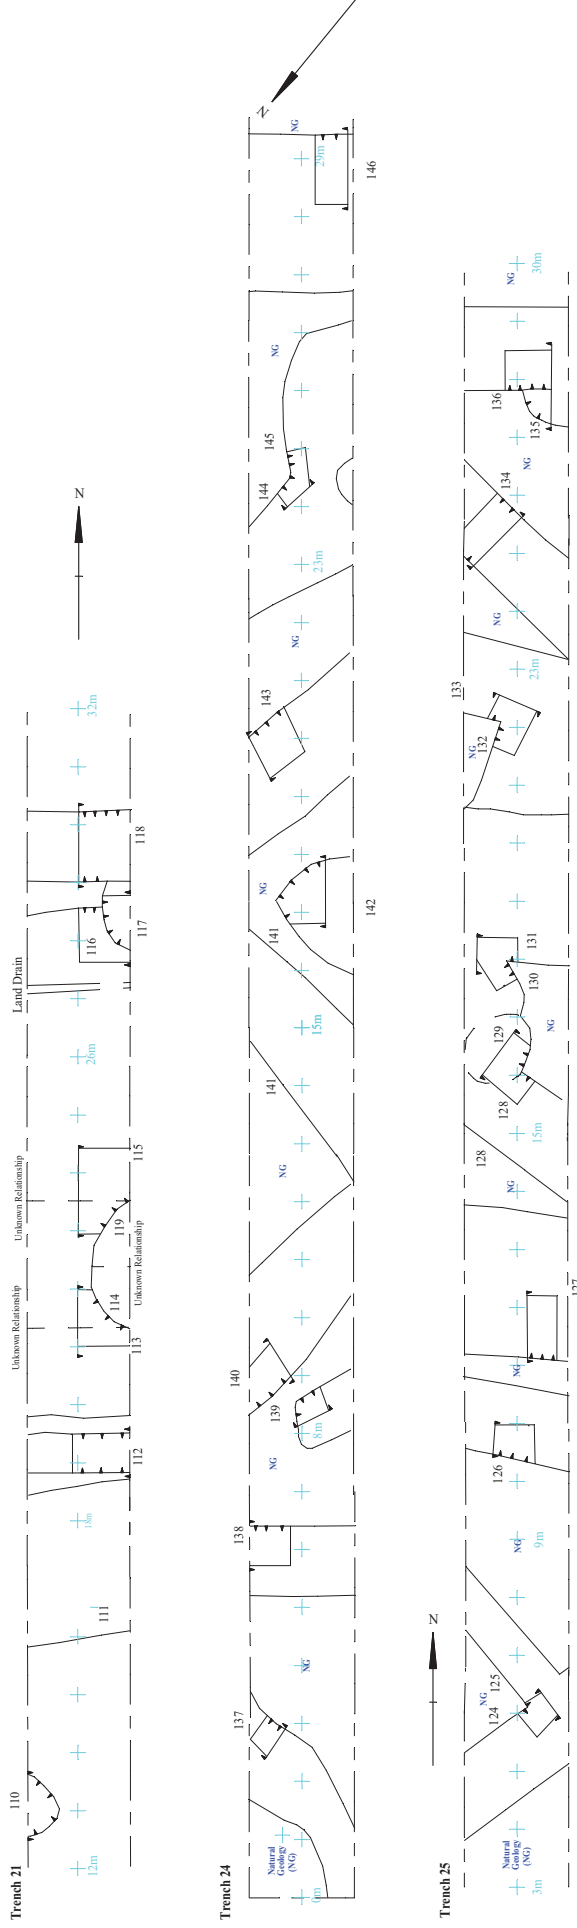 Trench 21
110
111
112
113
114
119
115
116
117
118
Unknown Relationship
Unknown Relationship
Unknown Relationship
Land Drain
12m
18m
26m
32m
N
Trench 24
Natural
Geology
(NG)
137
138
139
140
141
141
142
143
144
145
146
NG
NG
NG
NG
NG
NG
NG
0m
8m
15m
23m
29m
N
Trench 25
Natural
Geology
(NG)
124
125
126
127
128
128
129
130
131
132
133
134
135
136
NG
NG
NG
NG
NG
NG
NG
NG
NG
3m
9m
15m
23m
30m
N